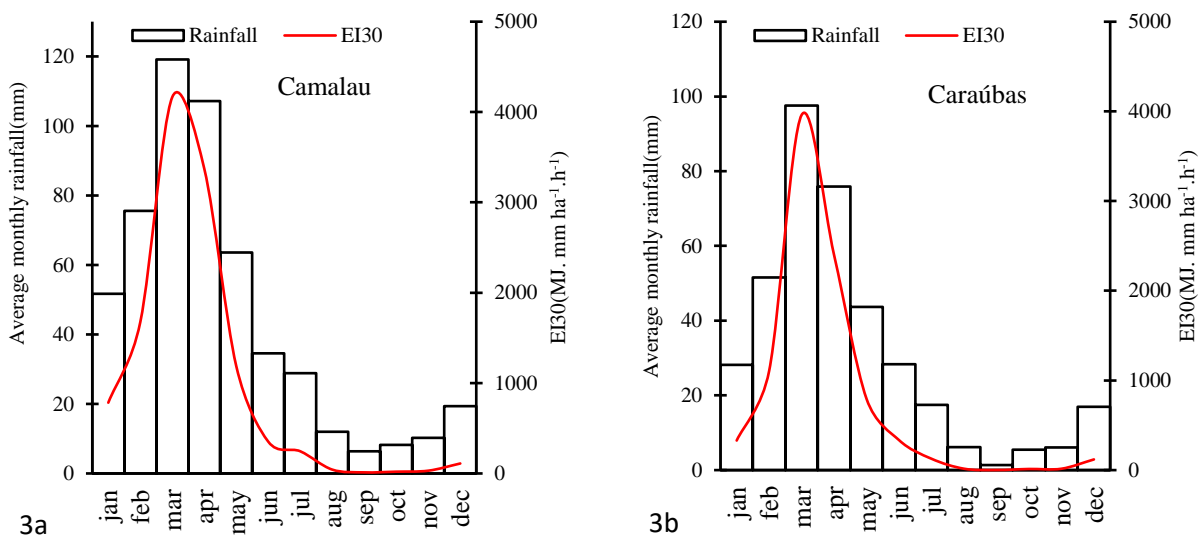 Rainfall EI30
Camalau
Average monthly rainfall(mm)
120
100
80
60
40
20
0
5000
4000
3000
2000
1000
0
EI30(MJ. mm ha⁻¹.h⁻¹)
jan feb mar apr may jun jul aug sep oct nov dec
3a
Rainfall EI30
Caraúbas
Average monthly rainfall(mm)
120
100
80
60
40
20
0
5000
4000
3000
2000
1000
0
EI30(MJ. mm ha⁻¹.h⁻¹)
jan feb mar apr may jun jul aug sep oct nov dec
3b